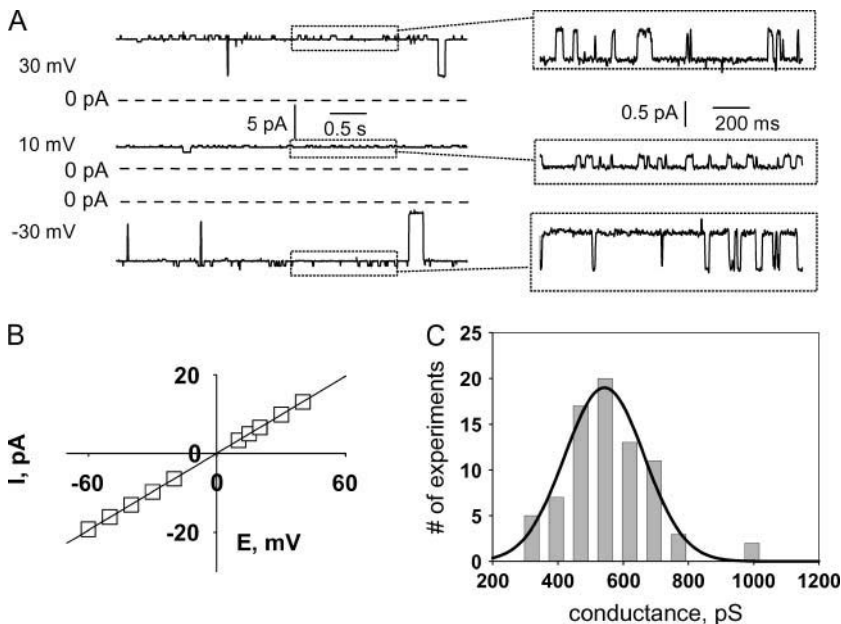 A
30 mV
0 pA
5 pA
0.5 s
0.5 pA
200 ms
10 mV
0 pA
0 pA
-30 mV
B
20
I, pA
0
-60
0
60
-20
E, mV
C
25
20
15
10
5
0
# of experiments
200 400 600 800 1000 1200
conductance, pS